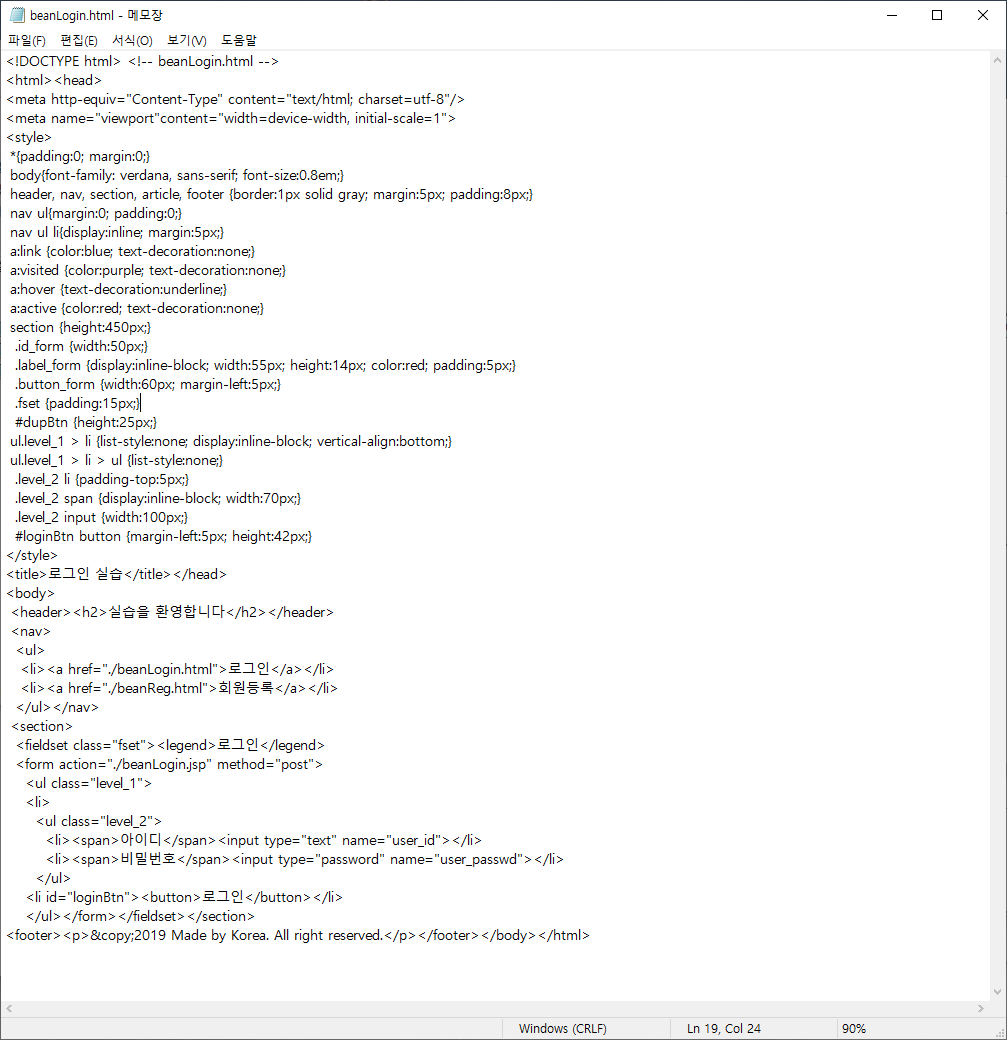 beanLogin.html - 메모장
파일(F) 편집(E) 서식(O) 보기(V) 도움말
<!DOCTYPE html> <!-- beanLogin.html -->
<html><head>
<meta http-equiv="Content-Type" content="text/html; charset=utf-8"/>
<meta name="viewport"content="width=device-width, initial-scale=1">
<style>
*{padding:0; margin:0;}
body{font-family: verdana, sans-serif; font-size:0.8em;}
header, nav, section, article, footer {border:1px solid gray; margin:5px; padding:8px;}
nav ul{margin:0; padding:0;}
nav ul li{display:inline; margin:5px;}
a:link {color:blue; text-decoration:none;}
a:visited {color:purple; text-decoration:none;}
a:hover {text-decoration:underline;}
a:active {color:red; text-decoration:none;}
section {height:450px;}
.id_form {width:50px;}
.label_form {display:inline-block; width:55px; height:14px; color:red; padding:5px;}
.button_form {width:60px; margin-left:5px;}
.fset {padding:15px;}
#dupBtn {height:25px;}
ul.level_1 > li {list-style:none; display:inline-block; vertical-align:bottom;}
ul.level_1 > li > ul {list-style:none;}
.level_2 li {padding-top:5px;}
.level_2 span {display:inline-block; width:70px;}
.level_2 input {width:100px;}
#loginBtn button {margin-left:5px; height:42px;}
</style>
<title>로그인 실습</title></head>
<body>
<header><h2>실습을 환영합니다</h2></header>
<nav>
<ul>
<li><a href="./beanLogin.html">로그인</a></li>
<li><a href="./beanReg.html">회원등록</a></li>
</ul></nav>
<section>
<fieldset class="fset"><legend>로그인</legend>
<form action="./beanLogin.jsp" method="post">
<ul class="level_1">
<li>
<ul class="level_2">
<li><span>아이디</span><input type="text" name="user_id"></li>
<li><span>비밀번호</span><input type="password" name="user_passwd"></li>
</ul>
<li id="loginBtn"><button>로그인</button></li>
</ul></form></fieldset></section>
<footer><p>&copy;2019 Made by Korea. All right reserved.</p></footer></body></html>
Windows (CRLF) Ln 19, Col 24 90%